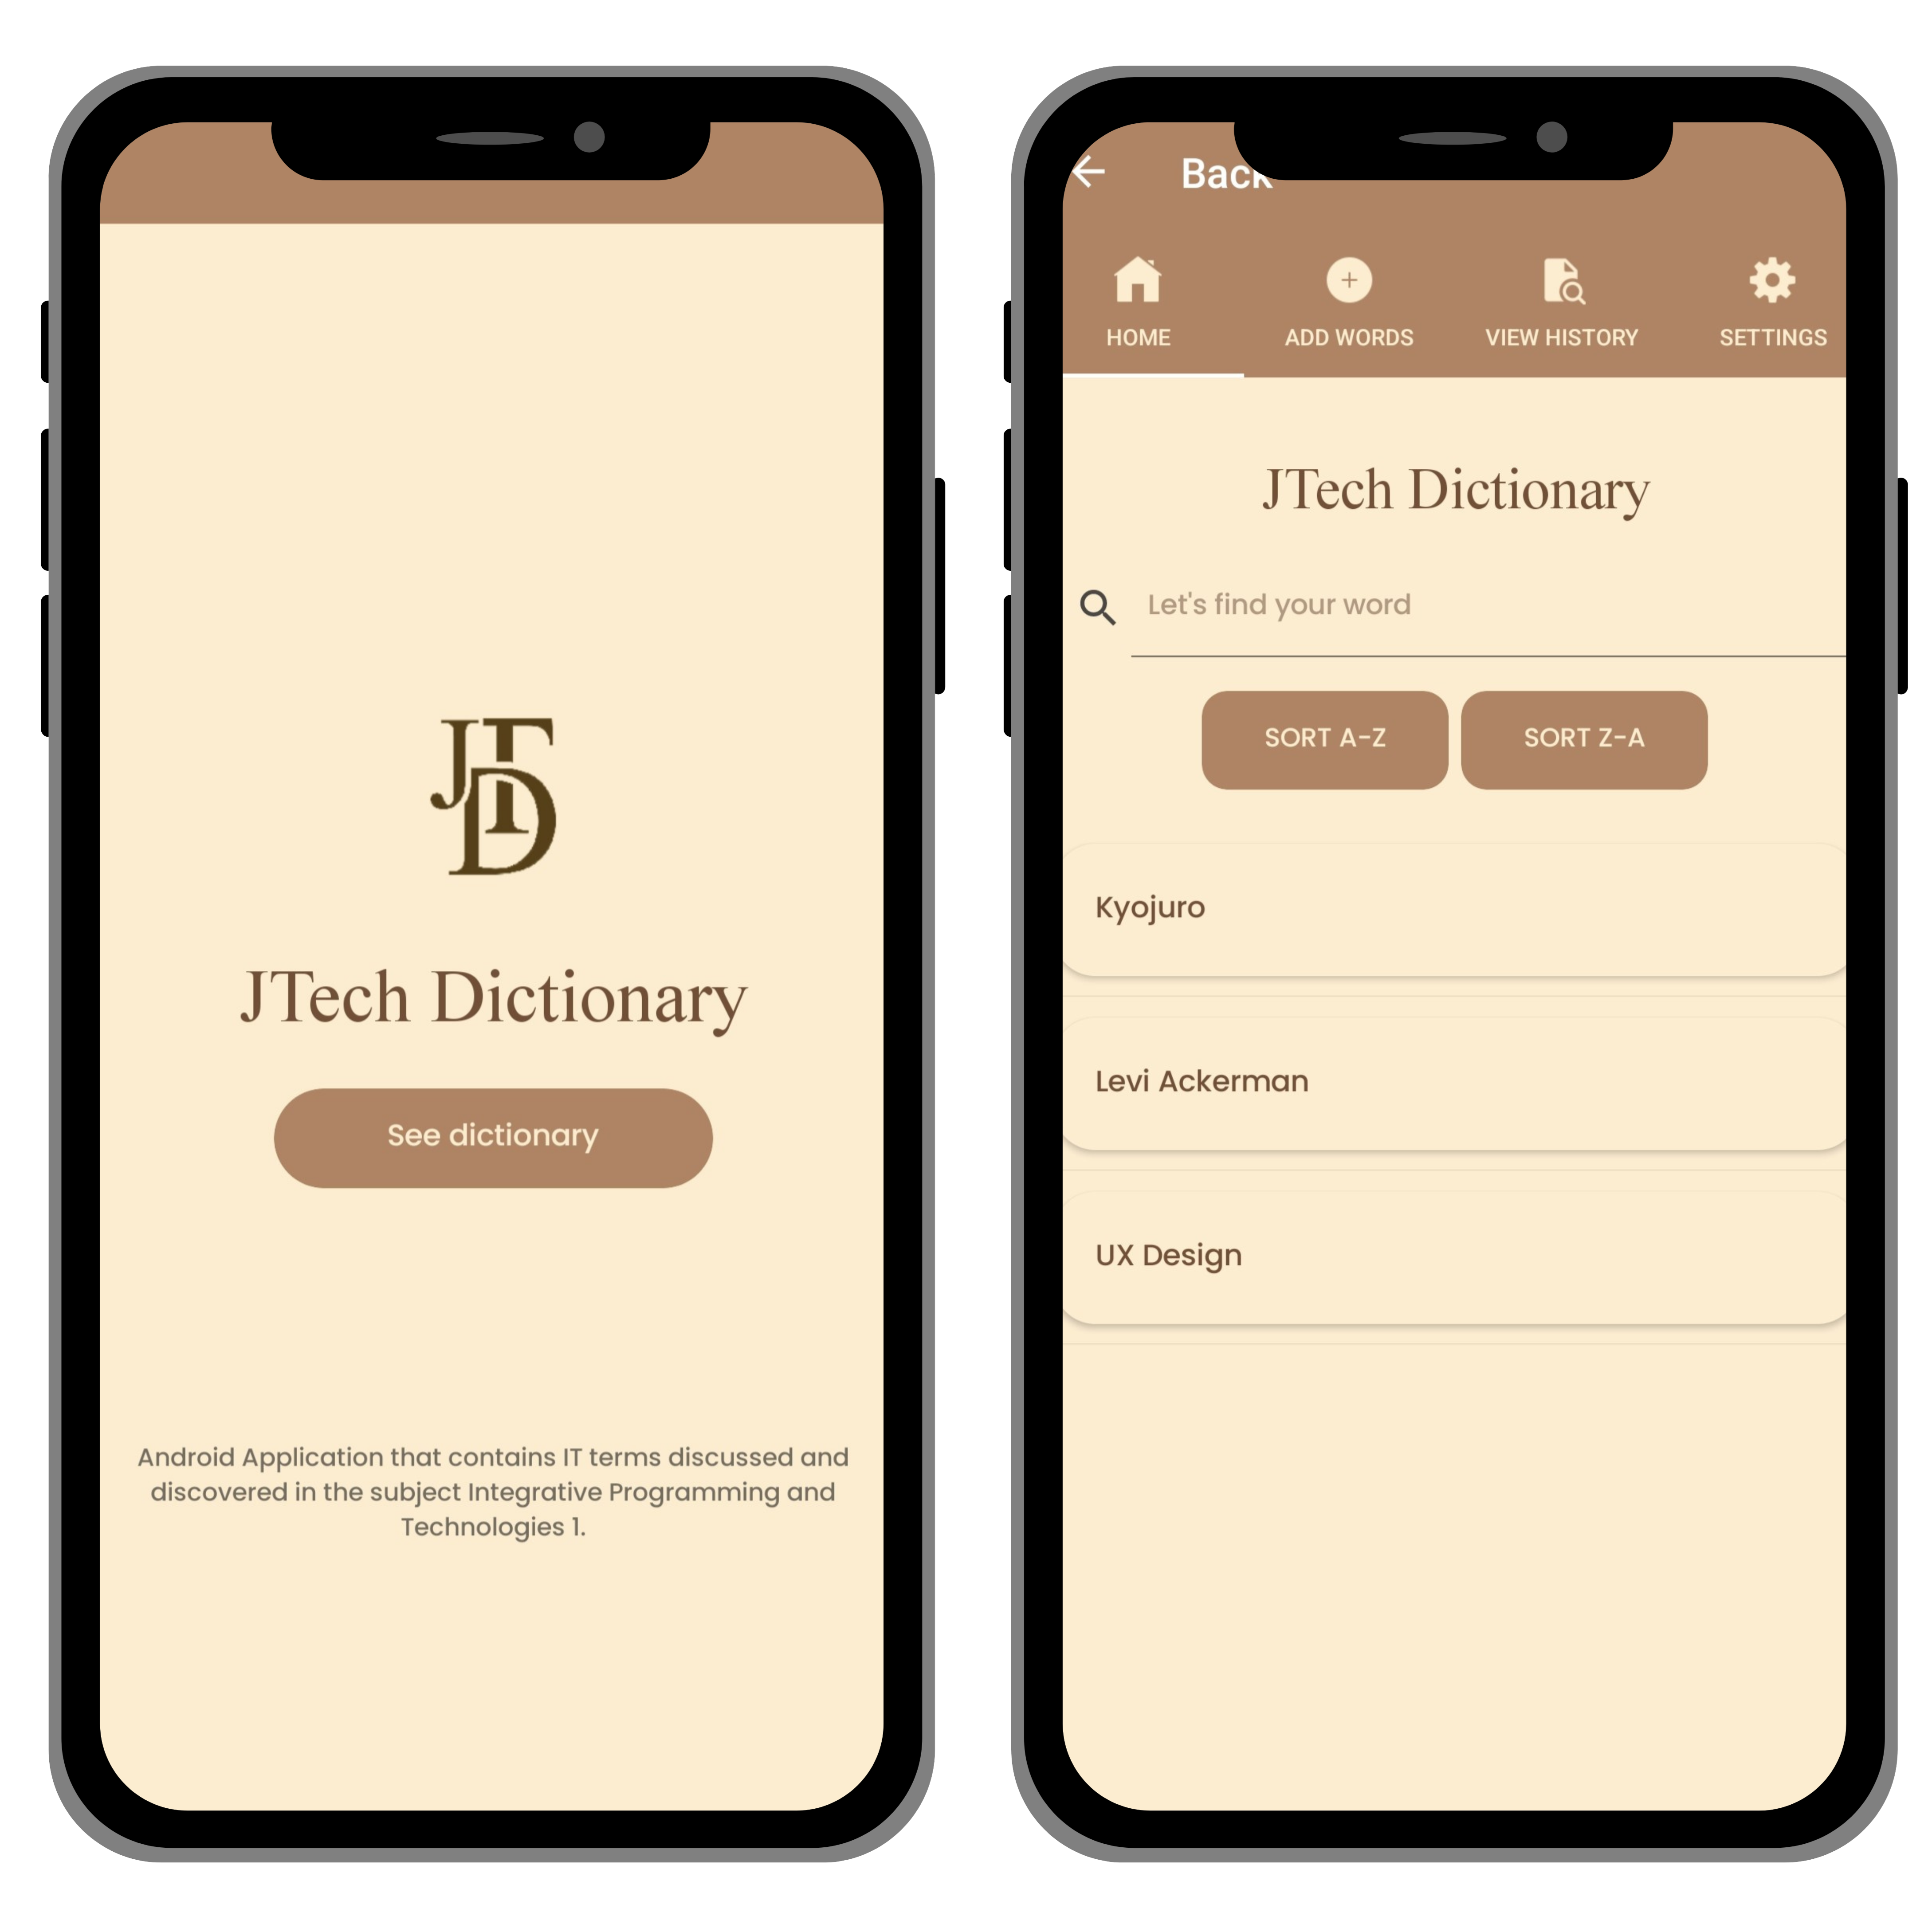 JTD
JTech Dictionary
See dictionary
Android Application that contains IT terms discussed and
discovered in the subject Integrative Programming and
Technologies 1.
Back
HOME
ADD WORDS
VIEW HISTORY
SETTINGS
JTech Dictionary
Let's find your word
SORT A-Z
SORT Z-A
Kyojuro
Levi Ackerman
UX Design